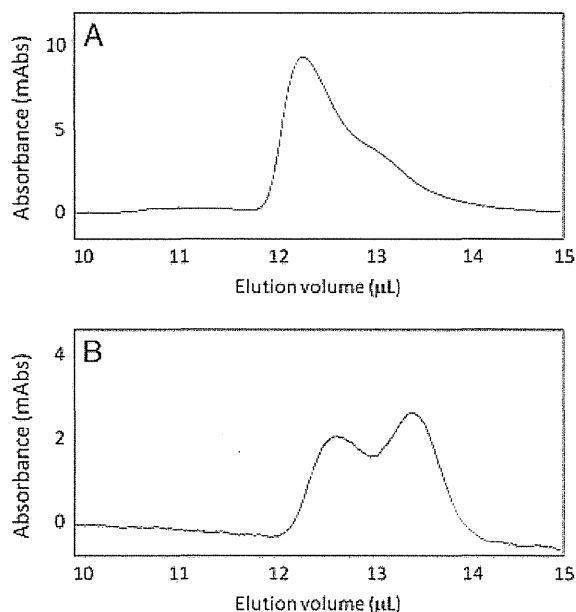 A
Absorbance (mAbs)
10
5
0
10 11 12 13 14 15
Elution volume (μL)
B
Absorbance (mAbs)
4
2
0
10 11 12 13 14 15
Elution volume (μL)